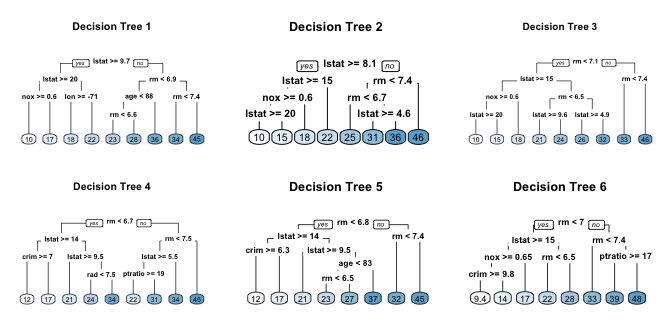 Decision Tree 1
yes lstat >= 9.7 no
lstat >= 20 rm < 6.9
nox >= 0.6 lon >= -71 age < 88 rm < 7.4
rm < 6.6
10 17 18 22 23 28 36 34 45
Decision Tree 2
yes lstat >= 8.1 no
lstat >= 15 rm < 7.4
nox >= 0.6 rm < 6.7
lstat >= 20 lstat >= 4.6
10 15 18 22 25 31 36 46
Decision Tree 3
yes rm < 7.1 no
lstat >= 15 rm < 7.4
nox >= 0.6 rm < 6.5
lstat >= 20 lstat >= 9.6 lstat >= 4.9
10 15 18 21 24 26 32 33 46
Decision Tree 4
yes rm < 6.7 no
lstat >= 14 rm < 7.5
crim >= 7 lstat >= 9.5 lstat >= 5.5
rad < 7.5 ptratio >= 19
12 17 21 24 34 22 31 34 45
Decision Tree 5
yes rm < 6.8 no
lstat >= 14 rm < 7.4
crim >= 6.3 lstat >= 9.5
age < 83
rm < 6.5
12 17 21 23 27 37 32 45
Decision Tree 6
yes rm < 7 no
lstat >= 15 rm < 7.4
nox >= 0.65 rm < 6.5 ptratio >= 17
crim >= 9.8
9.4 14 17 22 28 33 39 48